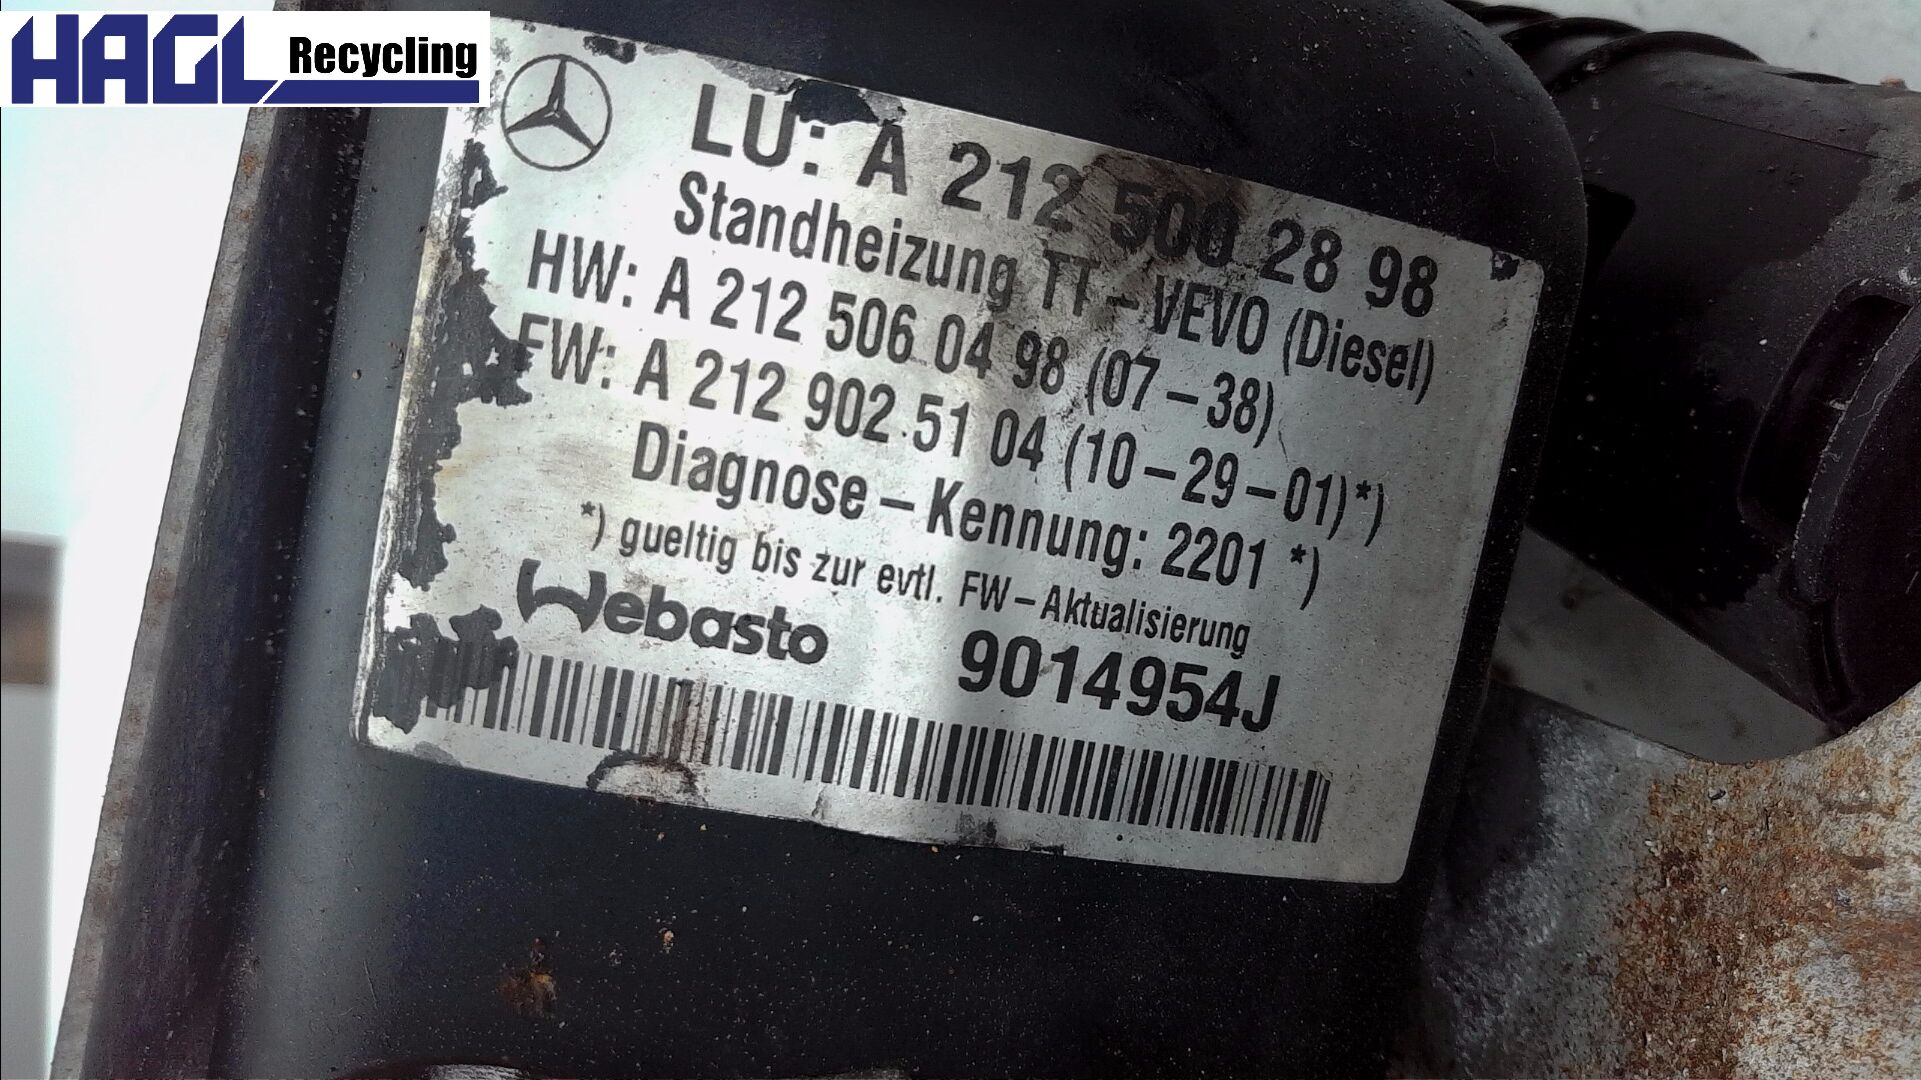 HAGL Recycling
LU: A 212 500 28 98
Standheizung TT – VEVO (Diesel)
HW: A 212 506 04 98 (07 – 38)
FW: A 212 902 51 04 (10 – 29 – 01)*)
Diagnose – Kennung: 2201 *)
*) gueltig bis zur evtl. FW – Aktualisierung
Webasto 9014954J